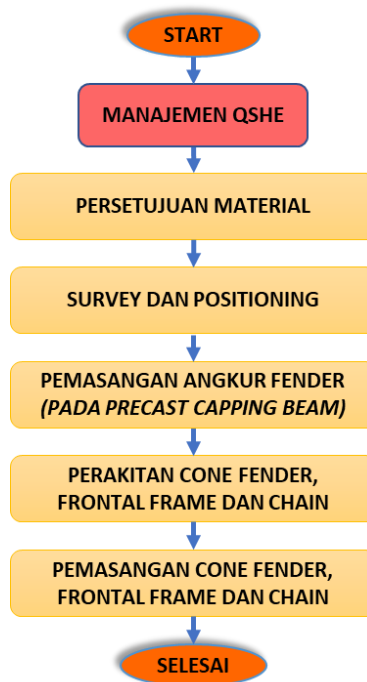 START
MANAJEMEN QSHE
PERSETUJUAN MATERIAL
SURVEY DAN POSITIONING
PEMASANGAN ANGKUR FENDER
(PADA PRECAST CAPPING BEAM)
PERAKITAN CONE FENDER,
FRONTAL FRAME DAN CHAIN
PEMASANGAN CONE FENDER,
FRONTAL FRAME DAN CHAIN
SELESAI